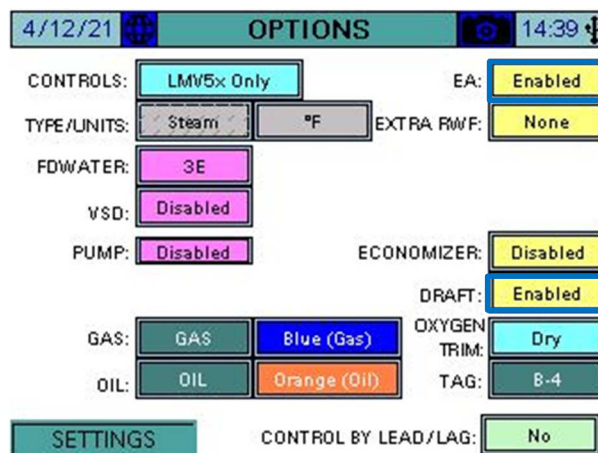 4/12/21 OPTIONS 14:39
CONTROLS: LMV5x Only EA: Enabled
TYPE/UNITS: Steam °F EXTRA RWF: None
FDWATER: 3E
VSD: Disabled
PUMP: Disabled ECONOMIZER: Disabled
DRAFT: Enabled
GAS: GAS Blue (Gas) OXYGEN TRIM: Dry
OIL: OIL Orange (Oil) TAG: B-4
SETTINGS CONTROL BY LEAD/LAG: No